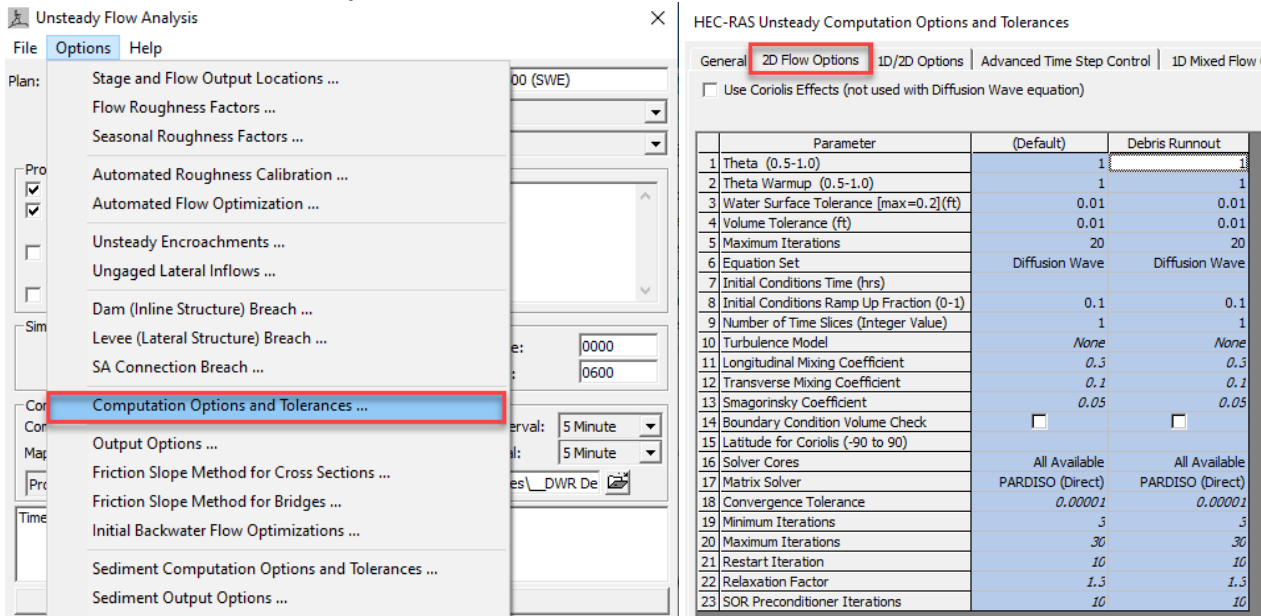 Unsteady Flow Analysis
File Options Help
Plan:
00 (SWE)
Stage and Flow Output Locations ...
Flow Roughness Factors ...
Seasonal Roughness Factors ...
Pro
Automated Roughness Calibration ...
Automated Flow Optimization ...
Unsteady Encroachments ...
Ungaged Lateral Inflows ...
Dam (Inline Structure) Breach ...
Sim
Levee (Lateral Structure) Breach ...
e: 0000
SA Connection Breach ...
: 0600
Computation Options and Tolerances ...
Cor
Cor
erval: 5 Minute
Output Options ...
Map
al: 5 Minute
Friction Slope Method for Cross Sections ...
Pro
es\__DWR De
Friction Slope Method for Bridges ...
Time
Initial Backwater Flow Optimizations ...
Sediment Computation Options and Tolerances ...
Sediment Output Options ...
HEC-RAS Unsteady Computation Options and Tolerances
General 2D Flow Options 1D/2D Options Advanced Time Step Control 1D Mixed Flow
Use Coriolis Effects (not used with Diffusion Wave equation)
Parameter (Default) Debris Runnout
1 Theta (0.5-1.0) 1 1
2 Theta Warmup (0.5-1.0) 1 1
3 Water Surface Tolerance [max=0.2](ft) 0.01 0.01
4 Volume Tolerance (ft) 0.01 0.01
5 Maximum Iterations 20 20
6 Equation Set Diffusion Wave Diffusion Wave
7 Initial Conditions Time (hrs)
8 Initial Conditions Ramp Up Fraction (0-1) 0.1 0.1
9 Number of Time Slices (Integer Value) 1 1
10 Turbulence Model None None
11 Longitudinal Mixing Coefficient 0.3 0.3
12 Transverse Mixing Coefficient 0.1 0.1
13 Smagorinsky Coefficient 0.05 0.05
14 Boundary Condition Volume Check
15 Latitude for Coriolis (-90 to 90)
16 Solver Cores All Available All Available
17 Matrix Solver PARDISO (Direct) PARDISO (Direct)
18 Convergence Tolerance 0.00001 0.00001
19 Minimum Iterations 3 3
20 Maximum Iterations 30 30
21 Restart Iteration 10 10
22 Relaxation Factor 1.3 1.3
23 SOR Preconditioner Iterations 10 10